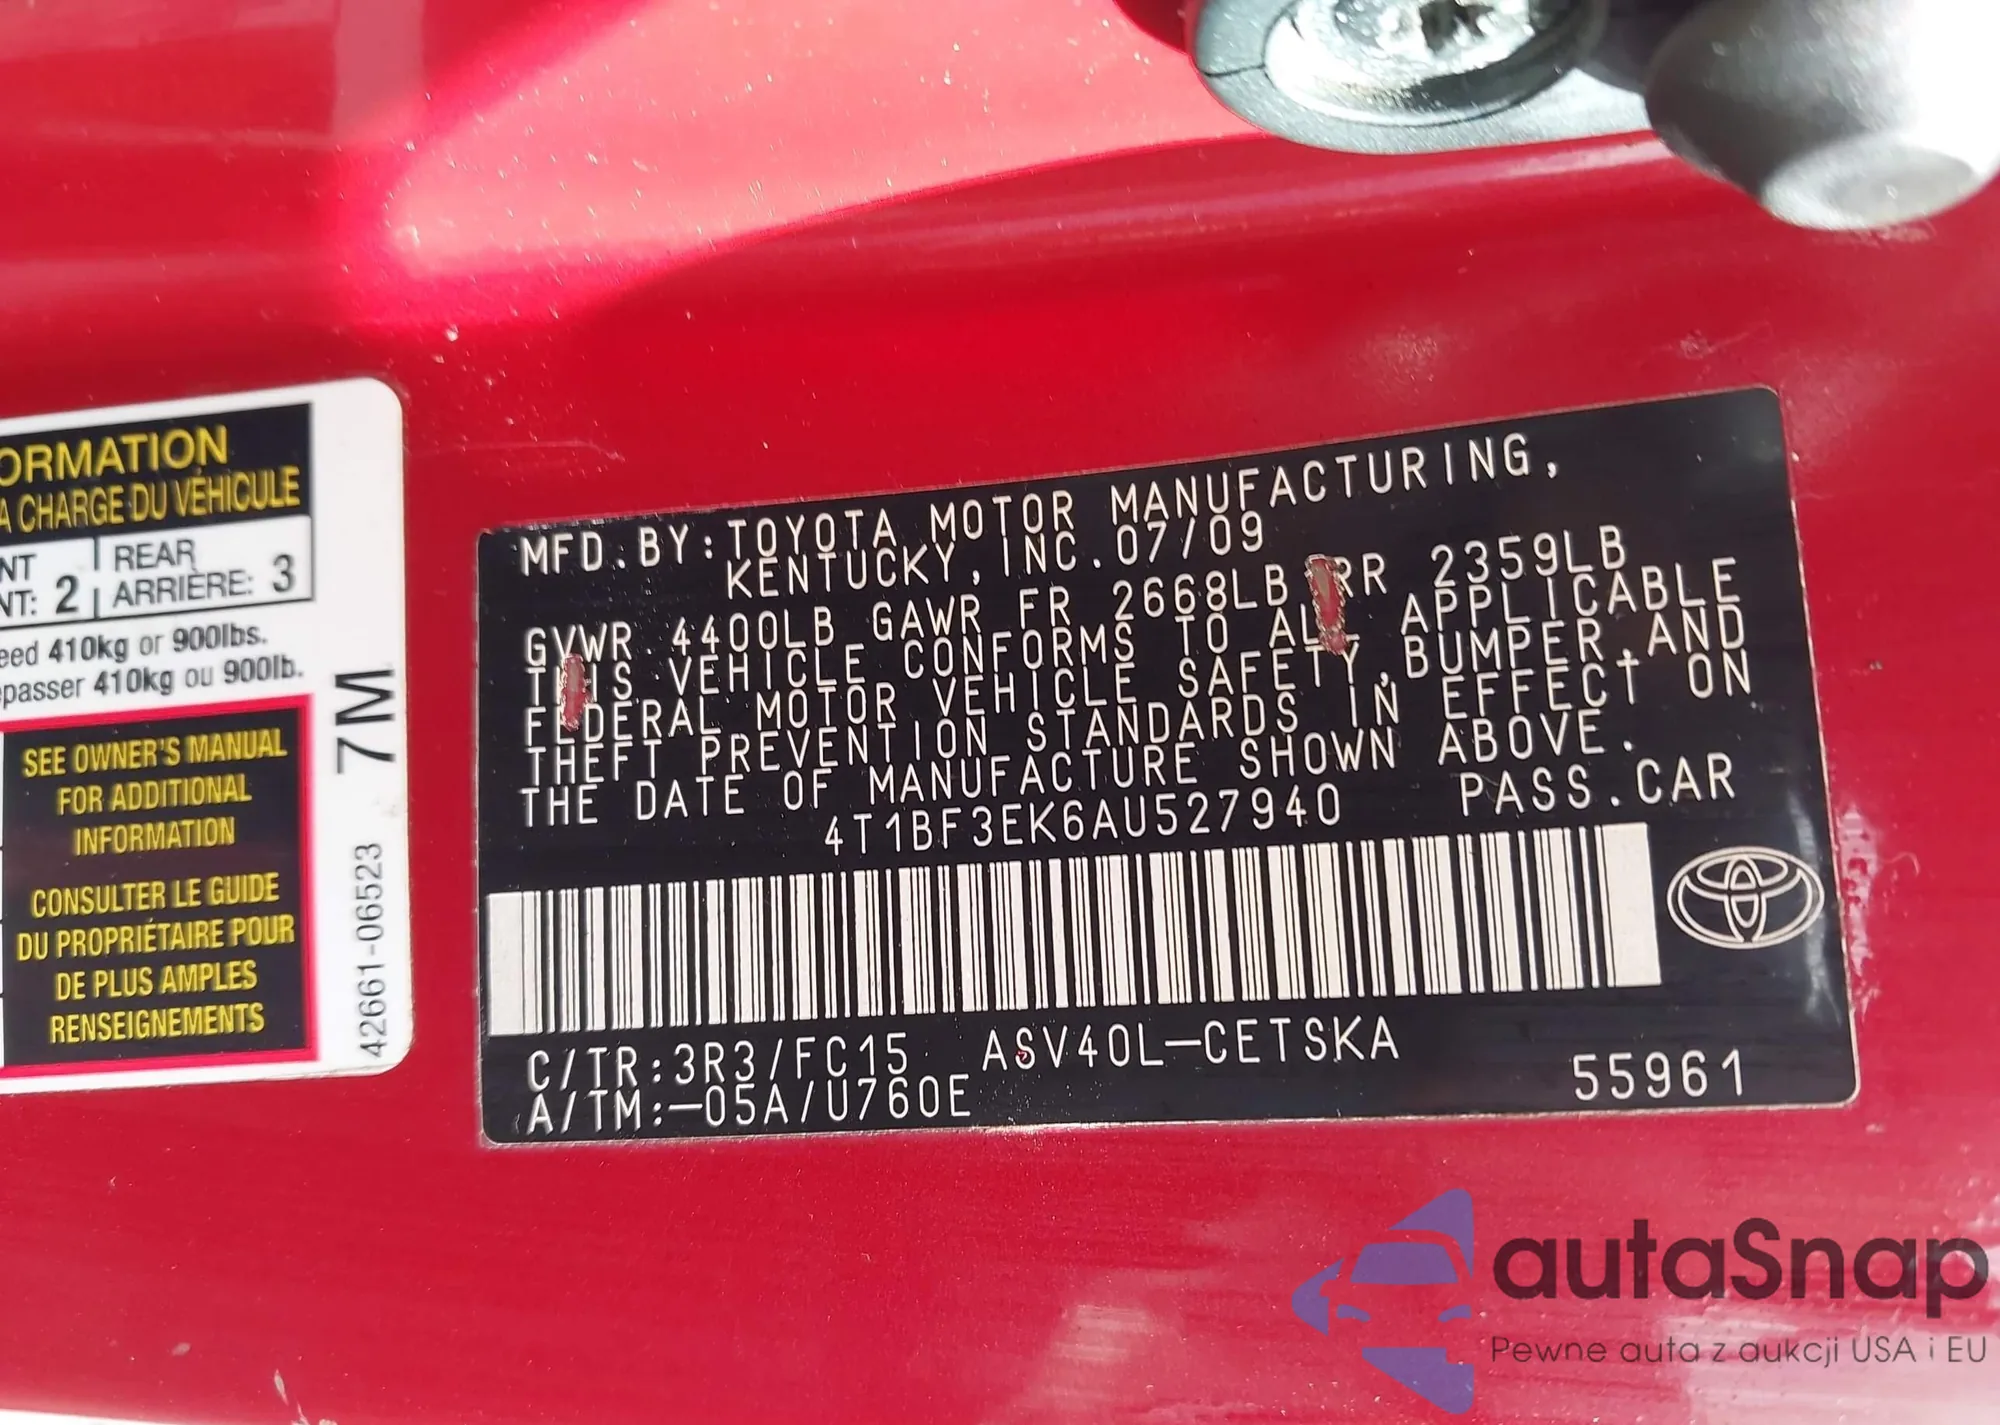 ORMATION
A CHARGE DU VÉHICULE
NT REAR
NT: 2 ARRIÈRE: 3
eed 410kg or 900lbs.
passer 410kg ou 900lb.
SEE OWNER'S MANUAL
FOR ADDITIONAL
INFORMATION
CONSULTER LE GUIDE
DU PROPRIÉTAIRE POUR
DE PLUS AMPLES
RENSEIGNEMENTS
7M
42661-06523
MFD. BY: TOYOTA MOTOR MANUFACTURING,
KENTUCKY, INC. 07/09
GVWR 4400LB GAWR FR 2668LB RR 2359LB
THIS VEHICLE CONFORMS TO ALL APPLICABLE
FEDERAL MOTOR VEHICLE SAFETY, BUMPER, AND
THEFT PREVENTION STANDARDS IN EFFECT ON
THE DATE OF MANUFACTURE SHOWN ABOVE.
4T1BF3EK6AU527940 PASS.CAR
C/TR:3R3/FC15 ASV40L-CETSKA
A/TM:-05A/U760E 55961
autaSnap
Pewne auta z aukcji USA i EU